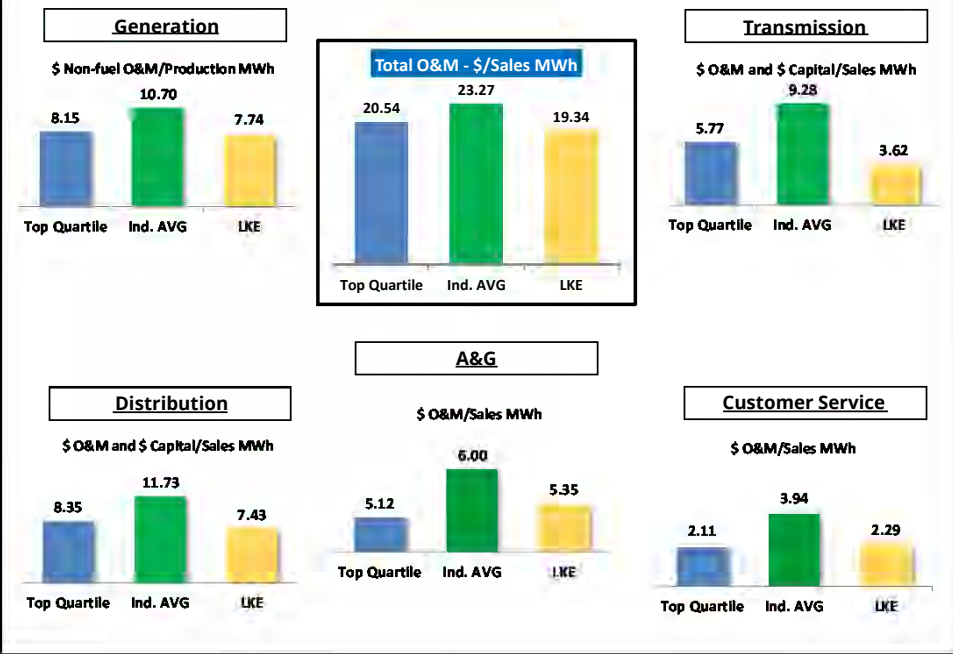 Generation
$ Non-fuel O&M/Production MWh
10.70
8.15
7.74
Top Quartile Ind. AVG LKE
Total O&M - $/Sales MWh
23.27
20.54
19.34
Top Quartile Ind. AVG LKE
Transmission
$ O&M and $ Capital/Sales MWh
9.28
5.77
3.62
Top Quartile Ind. AVG LKE
Distribution
$ O&M and $ Capital/Sales MWh
11.73
8.35
7.43
Top Quartile Ind. AVG LKE
A&G
$ O&M/Sales MWh
6.00
5.12
5.35
Top Quartile Ind. AVG LKE
Customer Service
$ O&M/Sales MWh
3.94
2.11
2.29
Top Quartile Ind. AVG LKE